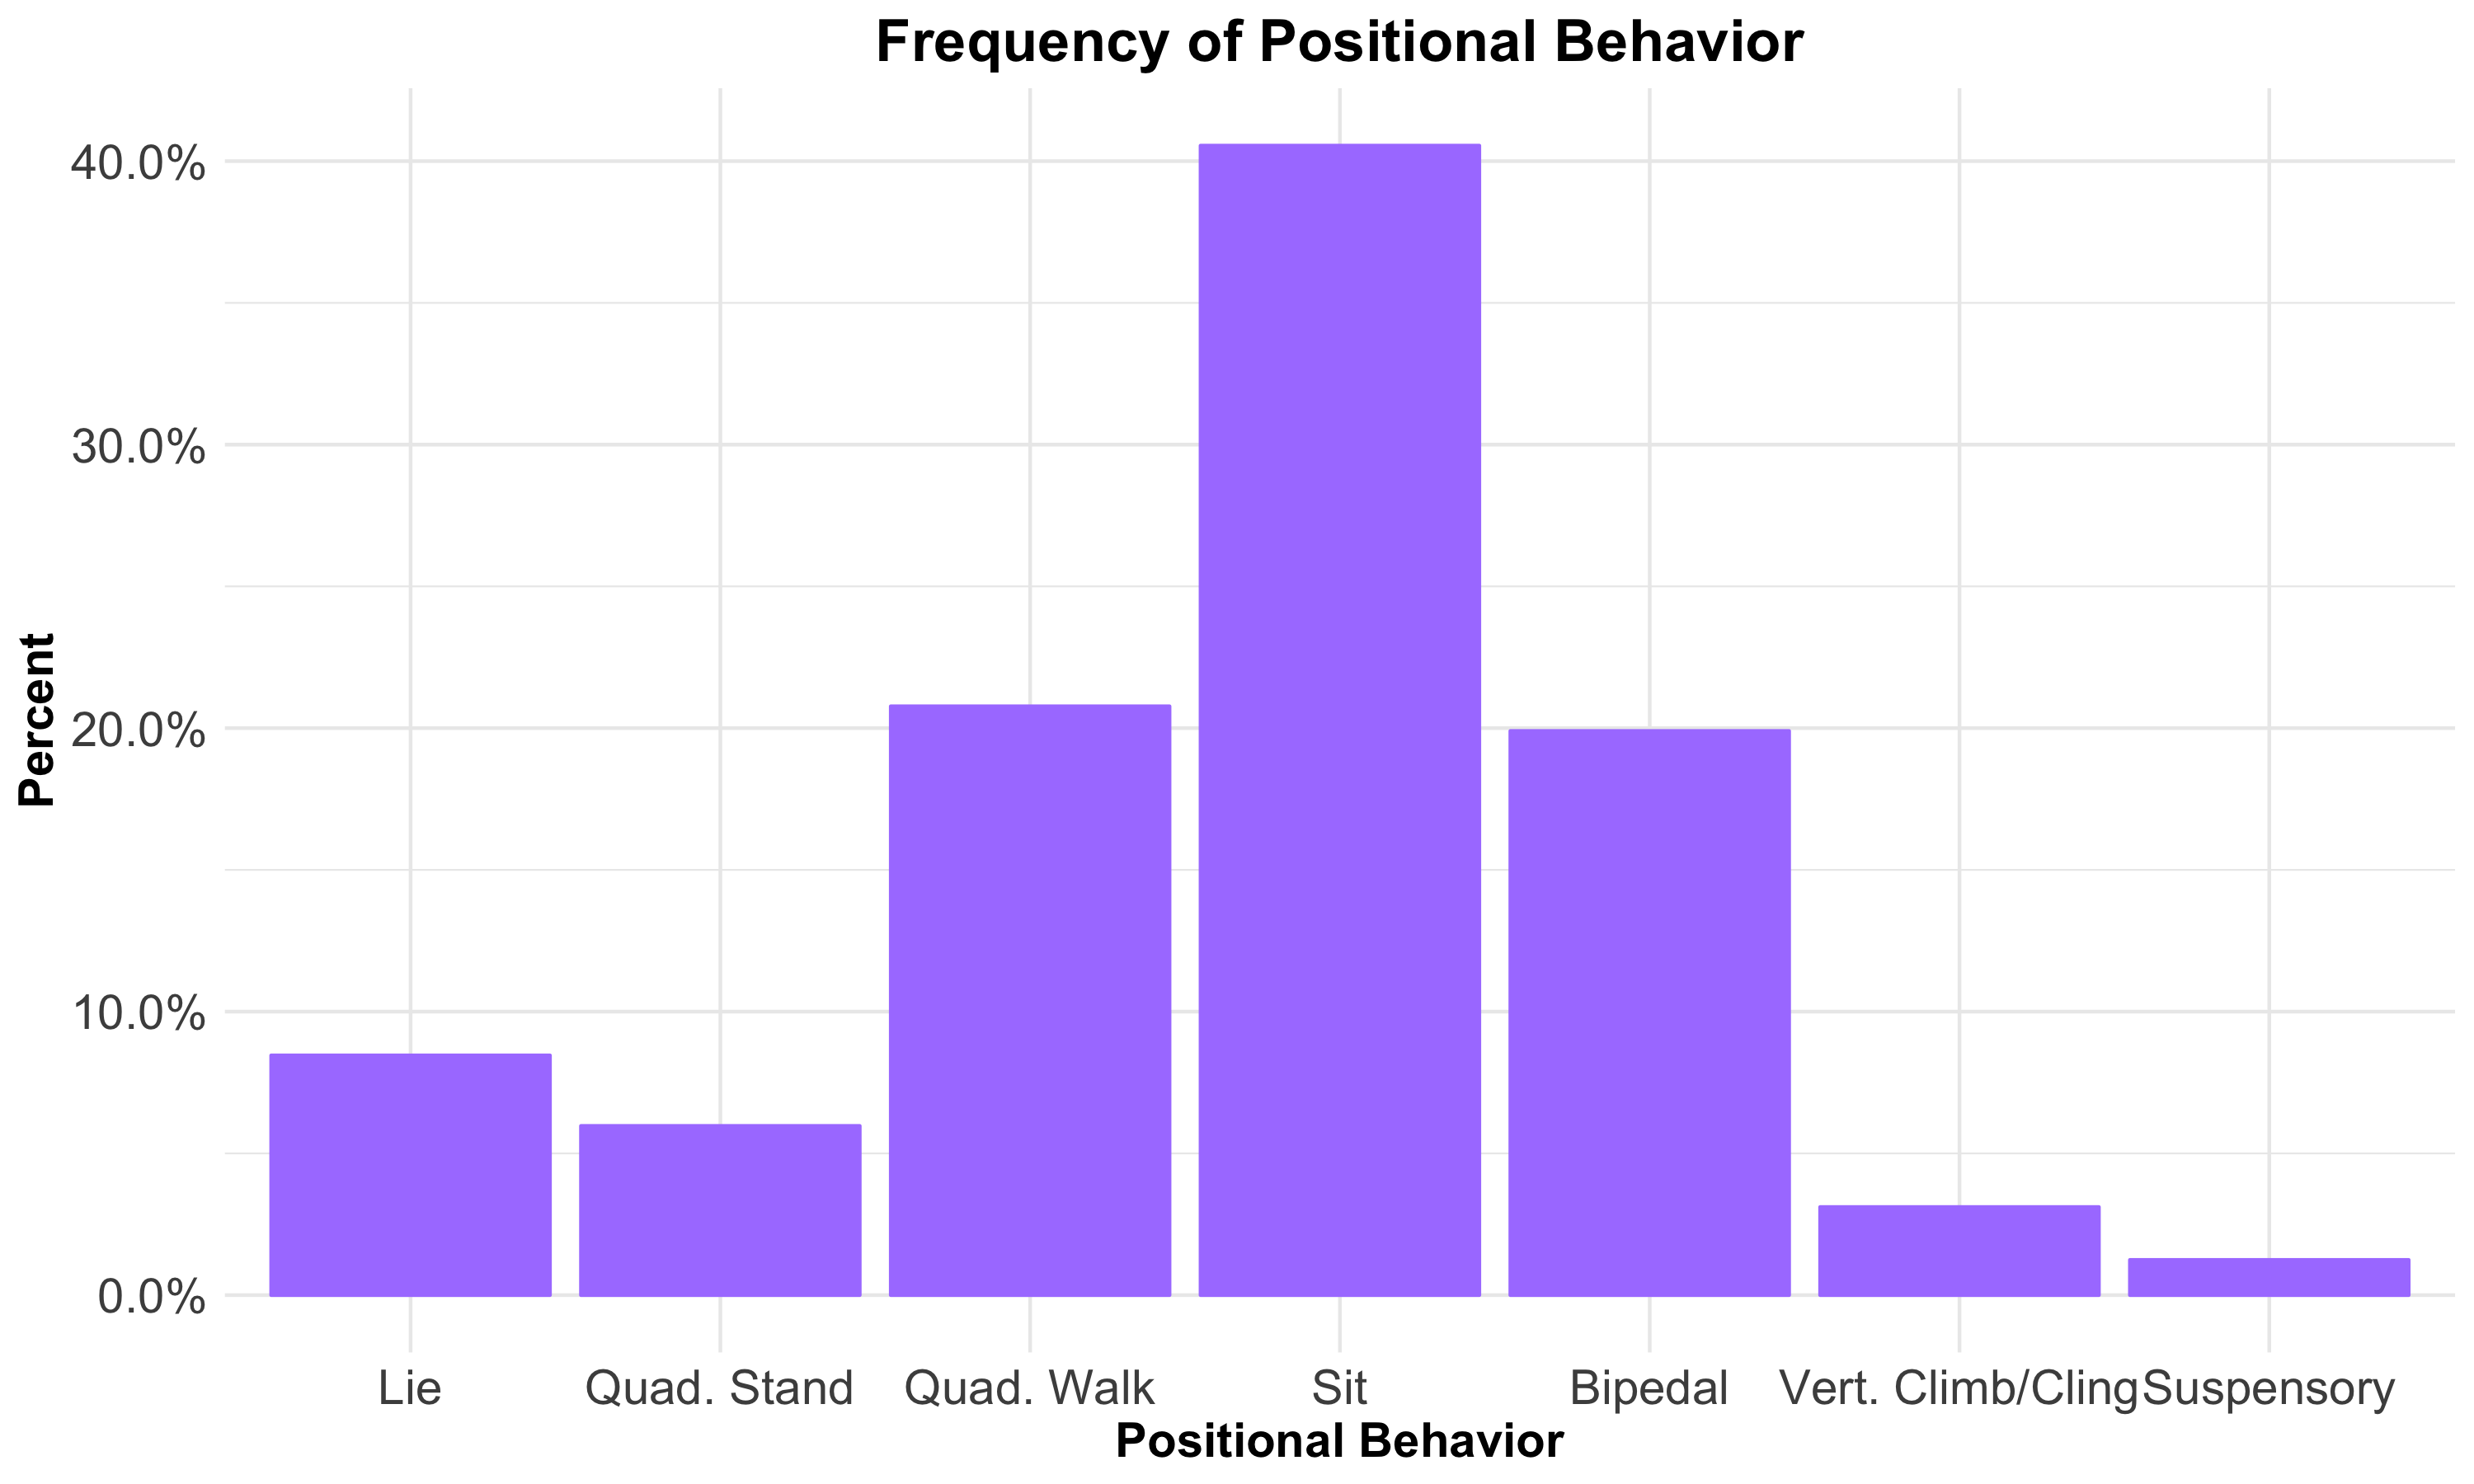 Frequency of Positional Behavior
40.0%
30.0%
20.0%
10.0%
0.0%
Percent
Lie Quad. Stand Quad. Walk Sit Bipedal Vert. Climb/Cling Suspensory
Positional Behavior